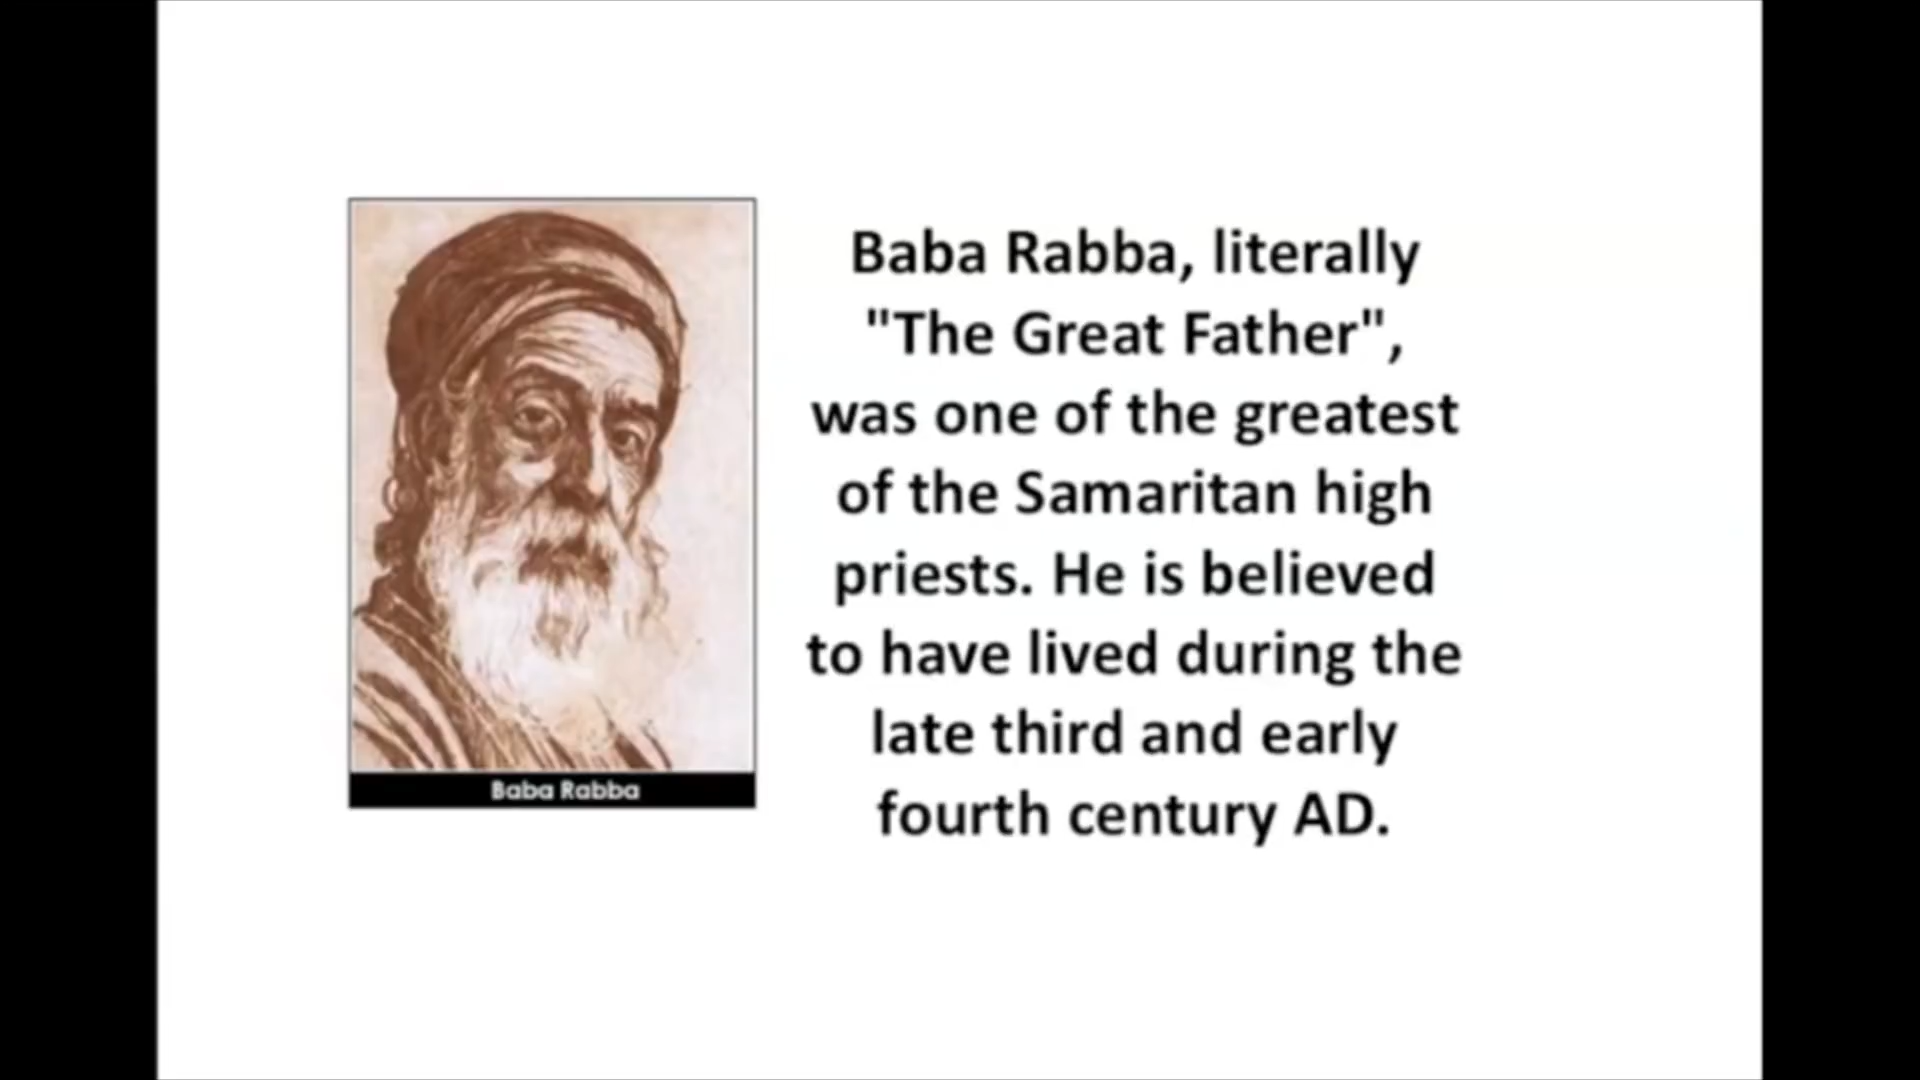 Baba Rabba, literally
"The Great Father",
was one of the greatest
of the Samaritan high
priests. He is believed
to have lived during the
late third and early
fourth century AD.
Baba Rabba